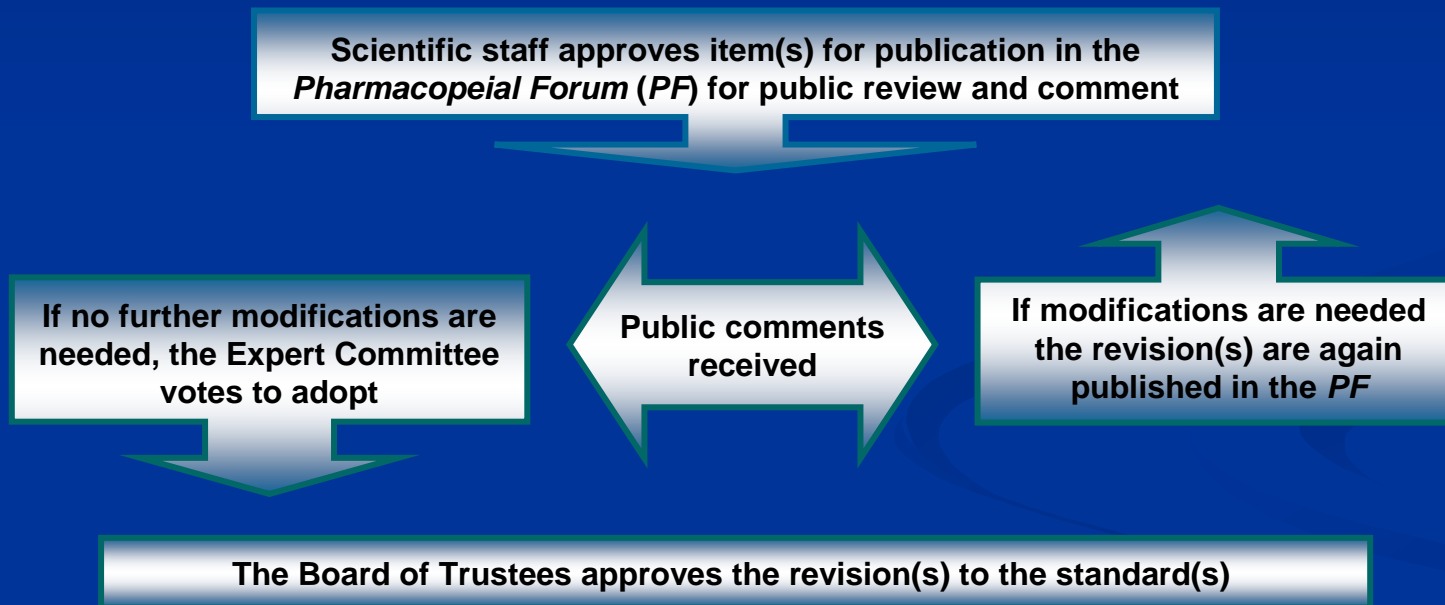 Scientific staff approves item(s) for publication in the
Pharmacopeial Forum (PF) for public review and comment
If no further modifications are
needed, the Expert Committee
votes to adopt
Public comments
received
If modifications are needed
the revision(s) are again
published in the PF
The Board of Trustees approves the revision(s) to the standard(s)